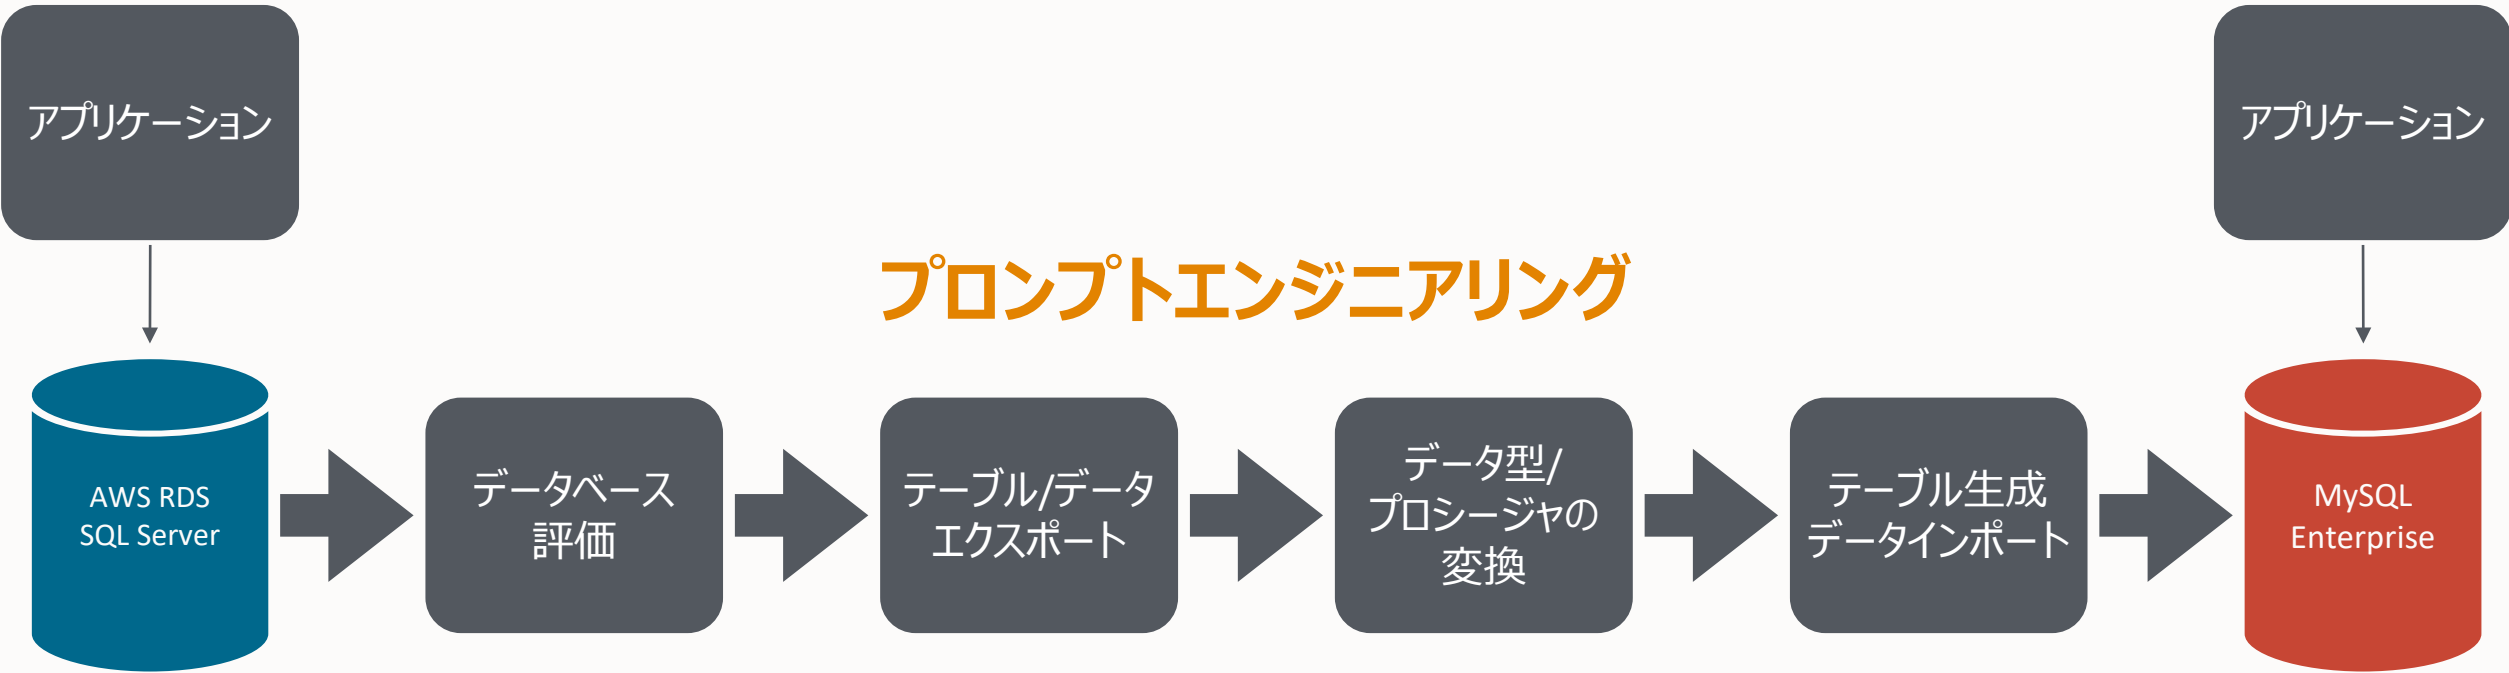 アプリケーション
アプリケーション
プロンプトエンジニアリング
AWS RDS
SQL Server
データベース
評価
テーブル/データ
エクスポート
データ型/
プロシージャの
変換
テーブル生成
データインポート
MySQL
Enterprise